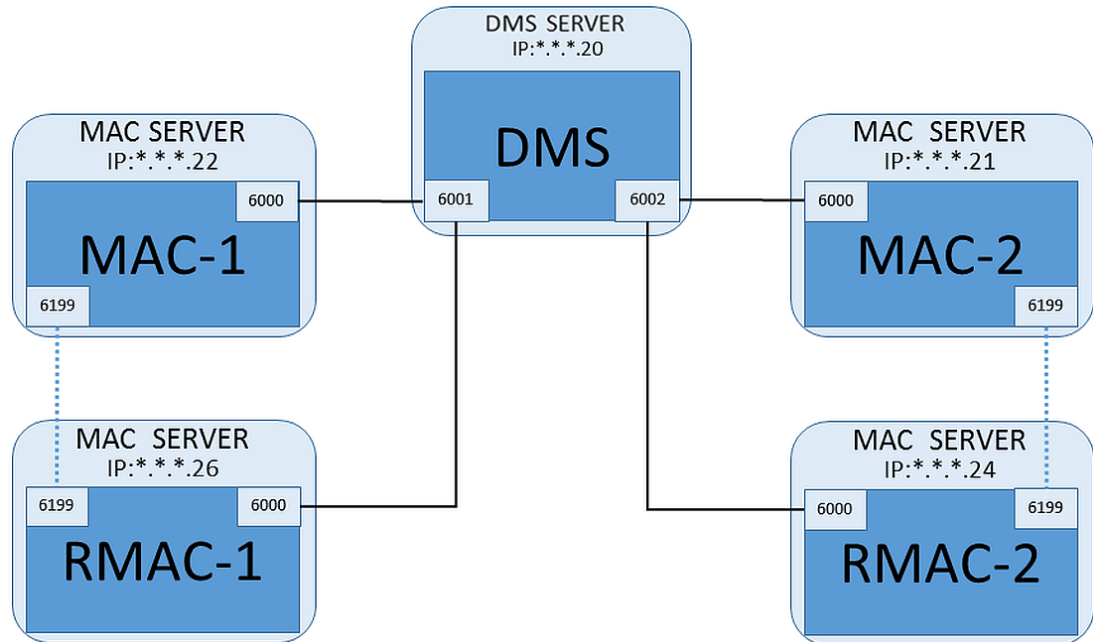 DMS SERVER
IP:*.*.*.20
DMS
6001
6002
MAC SERVER
IP:*.*.*.22
6000
MAC-1
6199
MAC SERVER
IP:*.*.*.21
6000
MAC-2
6199
MAC SERVER
IP:*.*.*.26
6199
6000
RMAC-1
MAC SERVER
IP:*.*.*.24
6000
6199
RMAC-2